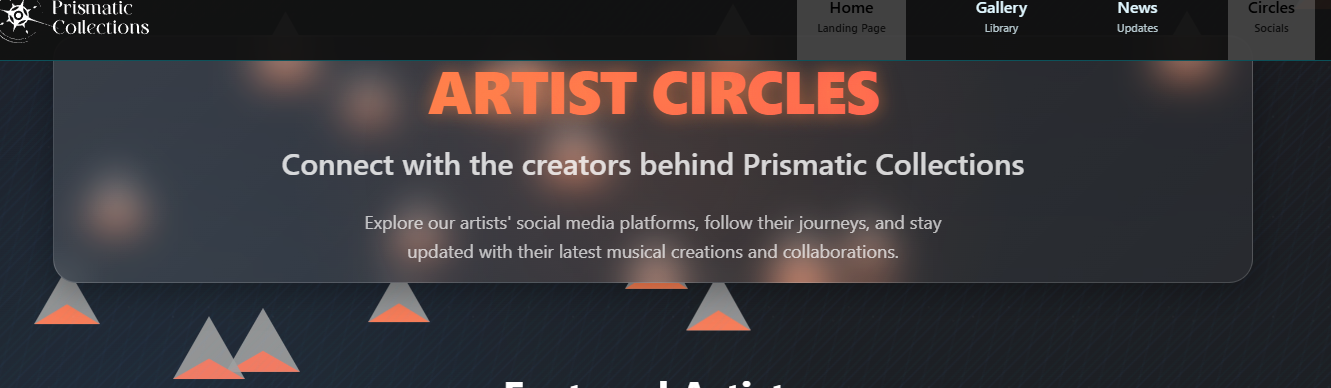 Prismatic
Collections
Home
Landing Page
Gallery
Library
News
Updates
Circles
Socials
ARTIST CIRCLES
Connect with the creators behind Prismatic Collections
Explore our artists' social media platforms, follow their journeys, and stay
updated with their latest musical creations and collaborations.